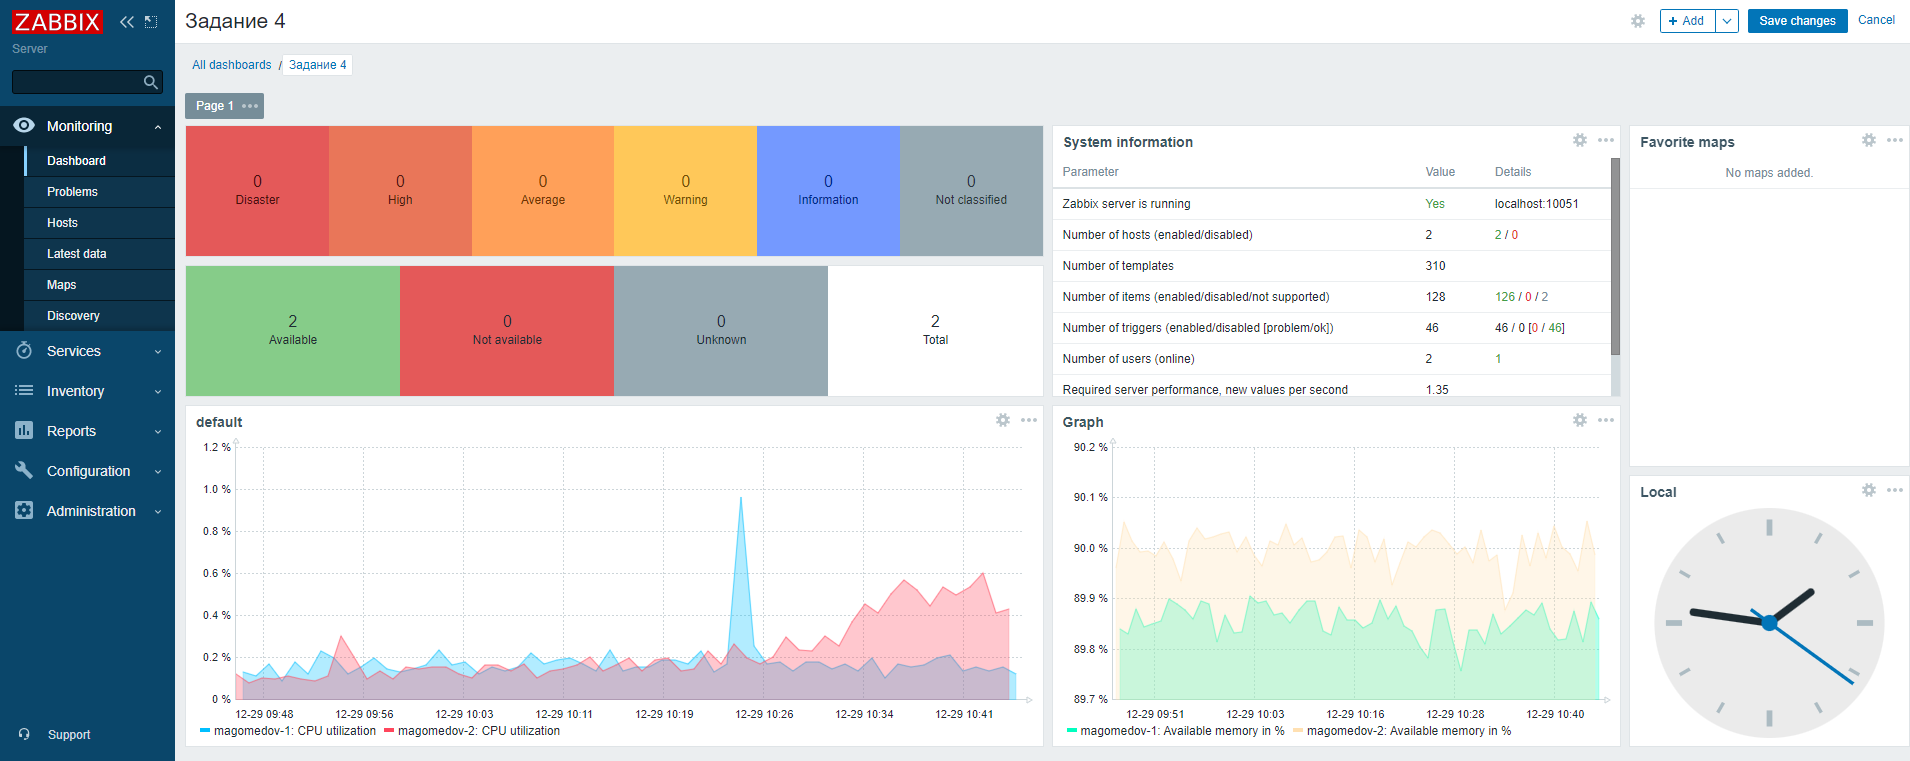 ZABBIX
Server
Monitoring
Dashboard
Problems
Hosts
Latest data
Maps
Discovery
Services
Inventory
Reports
Configuration
Administration
Support
Задание 4
+ Add
Save changes
Cancel
All dashboards / Задание 4
Page 1
0 0 0 0 0 0
Disaster High Average Warning Information Not classified
2 0 0 2
Available Not available Unknown Total
System information
Parameter Value Details
Zabbix server is running Yes localhost:10051
Number of hosts (enabled/disabled) 2 2 / 0
Number of templates 310
Number of items (enabled/disabled/not supported) 128 126 / 0 / 2
Number of triggers (enabled/disabled [problem/ok]) 46 46 / 0 [0 / 46]
Number of users (online) 2 1
Required server performance, new values per second 1.35
Favorite maps
No maps added.
default
1.2 %
1.0 %
0.8 %
0.6 %
0.4 %
0.2 %
0 %
12-29 09:48 12-29 09:56 12-29 10:03 12-29 10:11 12-29 10:19 12-29 10:26 12-29 10:34 12-29 10:41
magomedov-1: CPU utilization magomedov-2: CPU utilization
Graph
90.2 %
90.1 %
90.0 %
89.9 %
89.8 %
89.7 %
12-29 09:51 12-29 10:03 12-29 10:16 12-29 10:28 12-29 10:40
magomedov-1: Available memory in % magomedov-2: Available memory in %
Local